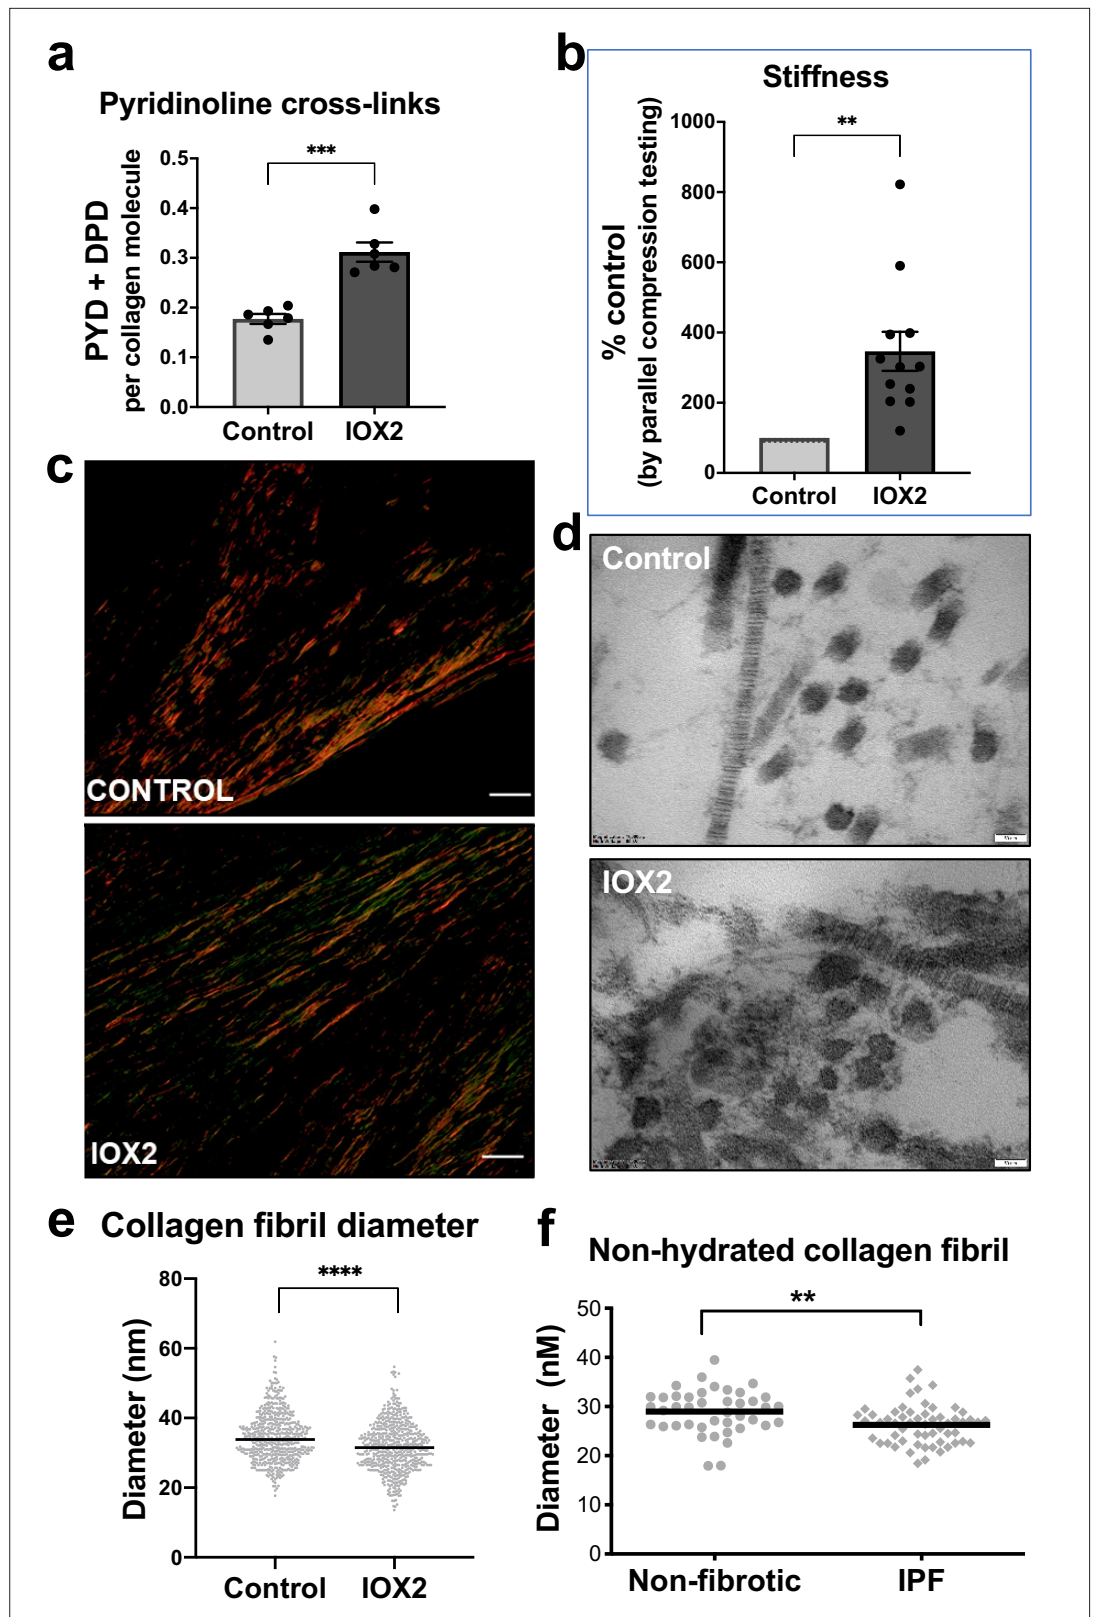 a
Pyridinoline cross-links
PYD + DPD
per collagen molecule
***
0.5
0.4
0.3
0.2
0.1
0.0
Control
IOX2
b
Stiffness
% control
(by parallel compression testing)
**
1000
800
600
400
200
0
Control
IOX2
c
CONTROL
IOX2
d
Control
IOX2
e
Collagen fibril diameter
Diameter (nm)
****
80
60
40
20
0
Control
IOX2
f
Non-hydrated collagen fibril
Diameter (nM)
**
50
40
30
20
10
0
Non-fibrotic
IPF